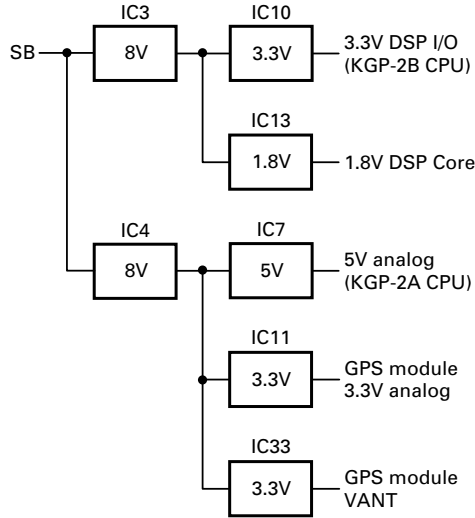 IC3
IC10
SB
8V
3.3V
3.3V DSP I/O
(KGP-2B CPU)
IC13
1.8V
1.8V DSP Core
IC4
IC7
8V
5V
5V analog
(KGP-2A CPU)
IC11
3.3V
GPS module
3.3V analog
IC33
3.3V
GPS module
VANT